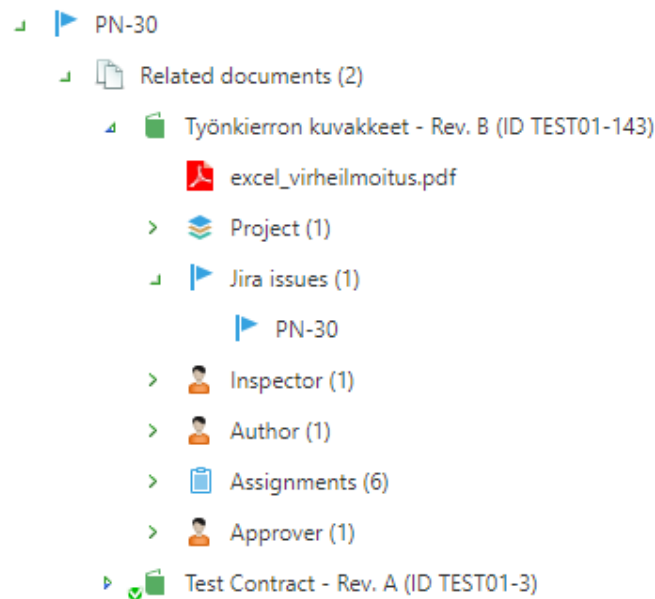 PN-30
Related documents (2)
Työnkierron kuvakkeet - Rev. B (ID TEST01-143)
excel_virheilmoitus.pdf
Project (1)
Jira issues (1)
PN-30
Inspector (1)
Author (1)
Assignments (6)
Approver (1)
Test Contract - Rev. A (ID TEST01-3)